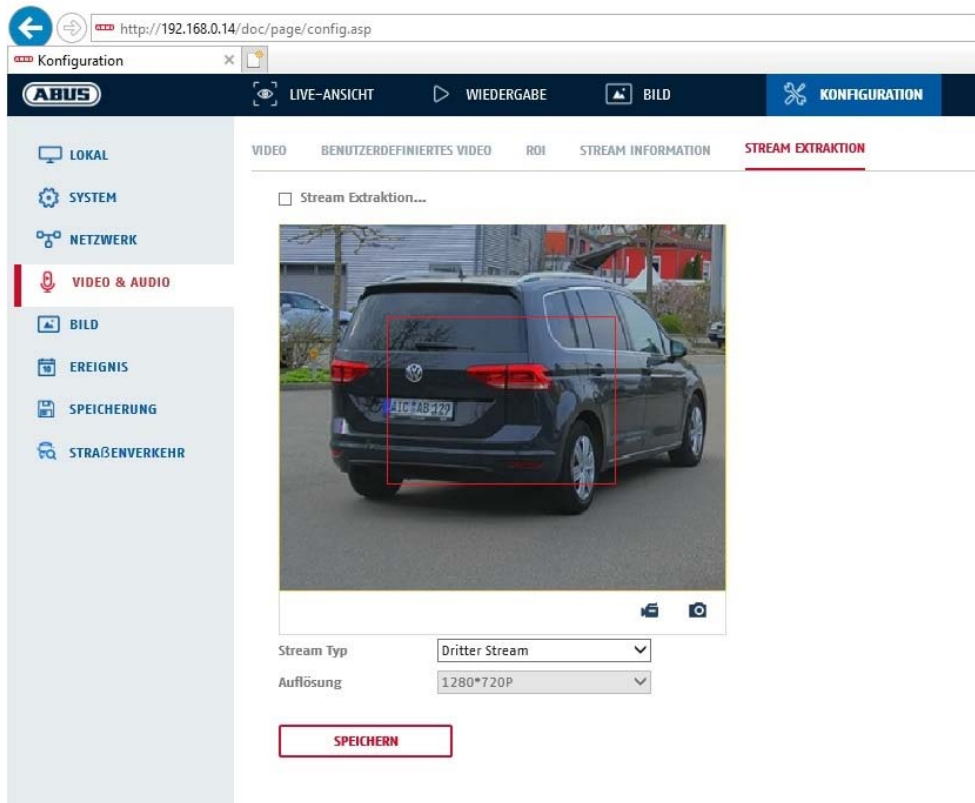 http://192.168.0.14/doc/page/config.asp
Konfiguration
ABUS
LIVE-ANSICHT
WIEDERGABE
BILD
KONFIGURATION
LOKAL
SYSTEM
NETZWERK
VIDEO & AUDIO
BILD
EREIGNIS
SPEICHERUNG
STRAßENVERKEHR
VIDEO
BENUTZERDEFINIERTES VIDEO
ROI
STREAM INFORMATION
STREAM EXTRAKTION
Stream Extraktion...
AIC AB 129
Stream Typ
Dritter Stream
Auflösung
1280*720P
SPEICHERN